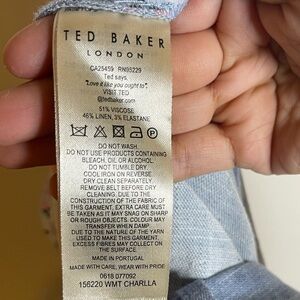 TED BAKER
LONDON
CA25459 RN95229
Ted says,
"Love it like you ought to".
VISIT TED
@tedbaker.com
51% VISCOSE
46% LINEN, 3% ELASTANE
P
DO NOT WASH.
DO NOT USE PRODUCTS CONTAINING
BLEACH, OIL OR ALCOHOL.
DO NOT TUMBLE DRY.
COOL IRON ON REVERSE
DRY CLEAN SEPARATELY.
REMOVE BELT BEFORE DRY
CLEANING. DUE TO THE
CONSTRUCTION OF THE FABRIC OF
THIS GARMENT, EXTRA CARE MUST
BE TAKEN AS IT MAY SNAG ON SHARP
OR ROUGH OBJECTS. COLOUR MAY
TRANSFER WHEN DAMP
DUE TO THE NATURE OF THE YARN
USED TO MAKE THIS GARMENT
EXCESS FIBRES MAY COLLECT ON THE
SURFACE.
MADE IN PORTUGAL
MADE WITH CARE, WEAR WITH PRIDE
0618 077092
156220 WMT CHARLLA